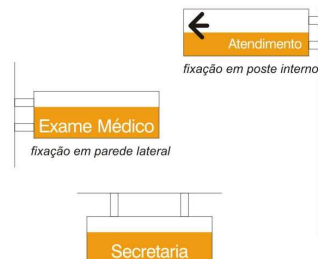 Atendimento
fixação em poste interno
Exame Médico
fixação em parede lateral
Secretaria